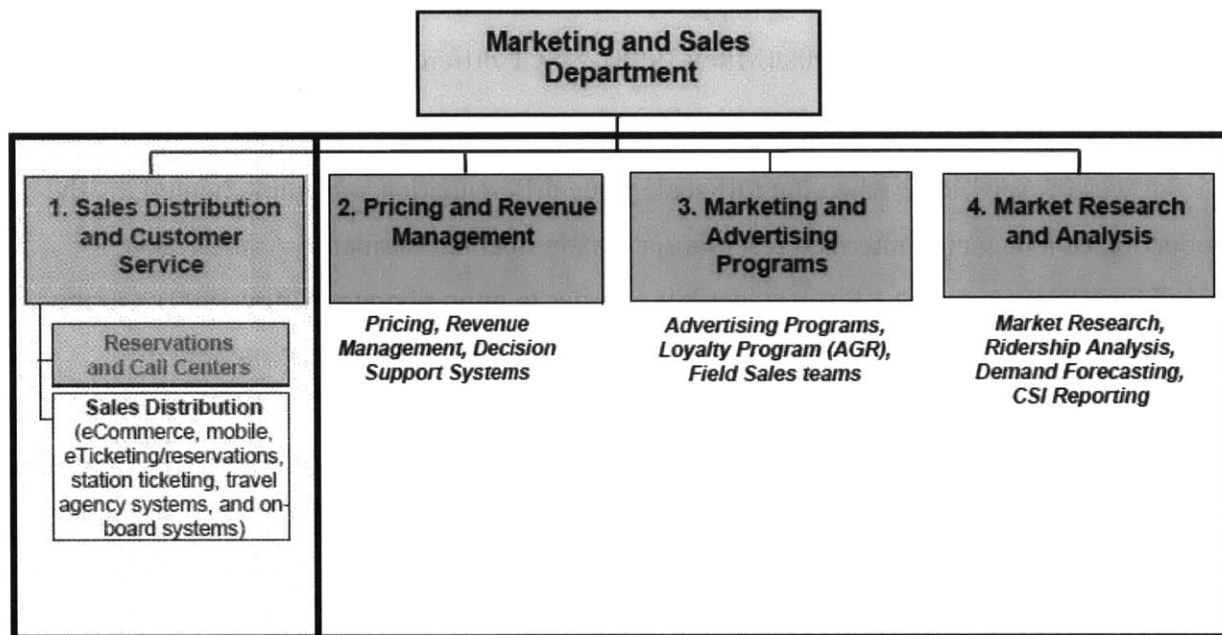 Marketing and Sales
Department
1. Sales Distribution
and Customer
Service
Reservations
and Call Centers
Sales Distribution
(eCommerce, mobile,
eTicketing/reservations,
station ticketing, travel
agency systems, and on-
board systems)
2. Pricing and Revenue
Management
Pricing, Revenue
Management, Decision
Support Systems
3. Marketing and
Advertising
Programs
Advertising Programs,
Loyalty Program (AGR),
Field Sales teams
4. Market Research
and Analysis
Market Research,
Ridership Analysis,
Demand Forecasting,
CSI Reporting